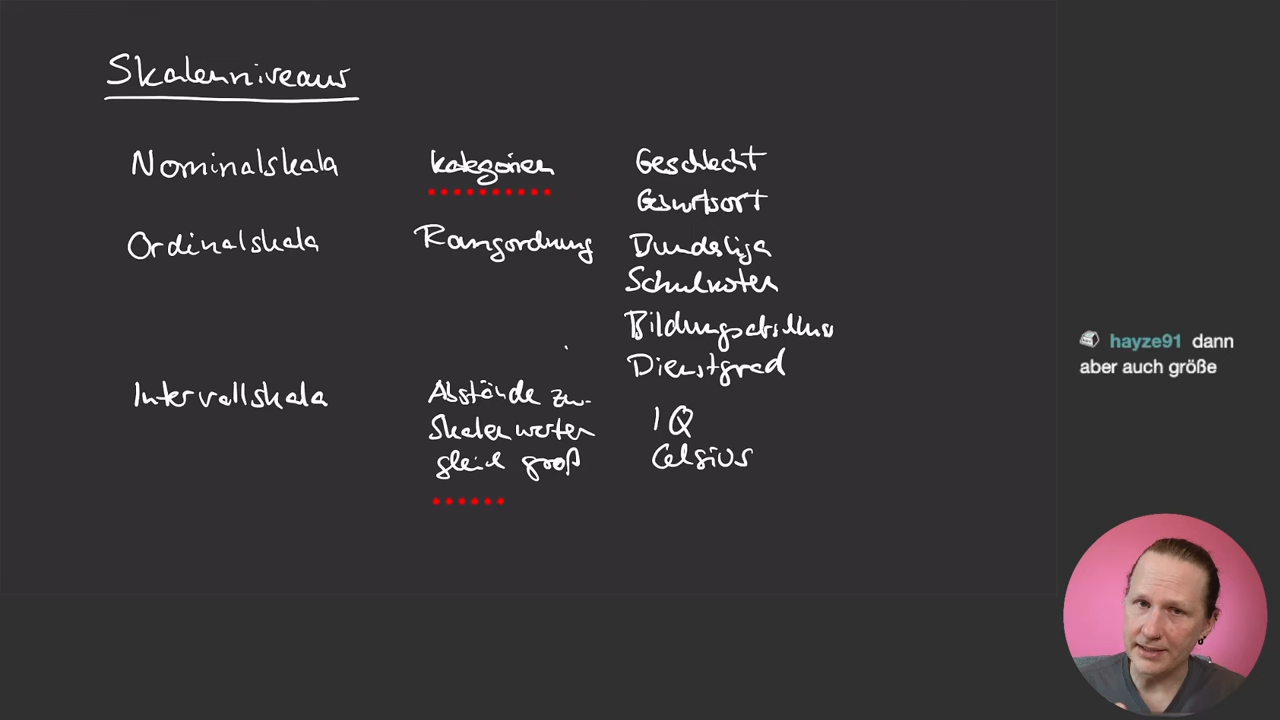 Skalenniveaus
Nominalskala Kategorien Geschlecht
Geburtsort
Ordinalskala Rangordnung Bundesliga
Schulnoten
Bildungsabschluss
Dienstgrad
Intervallskala Abstände zw.
Skalenwerten
gleich groß
IQ
Celsius
hayze91 dann
aber auch größe